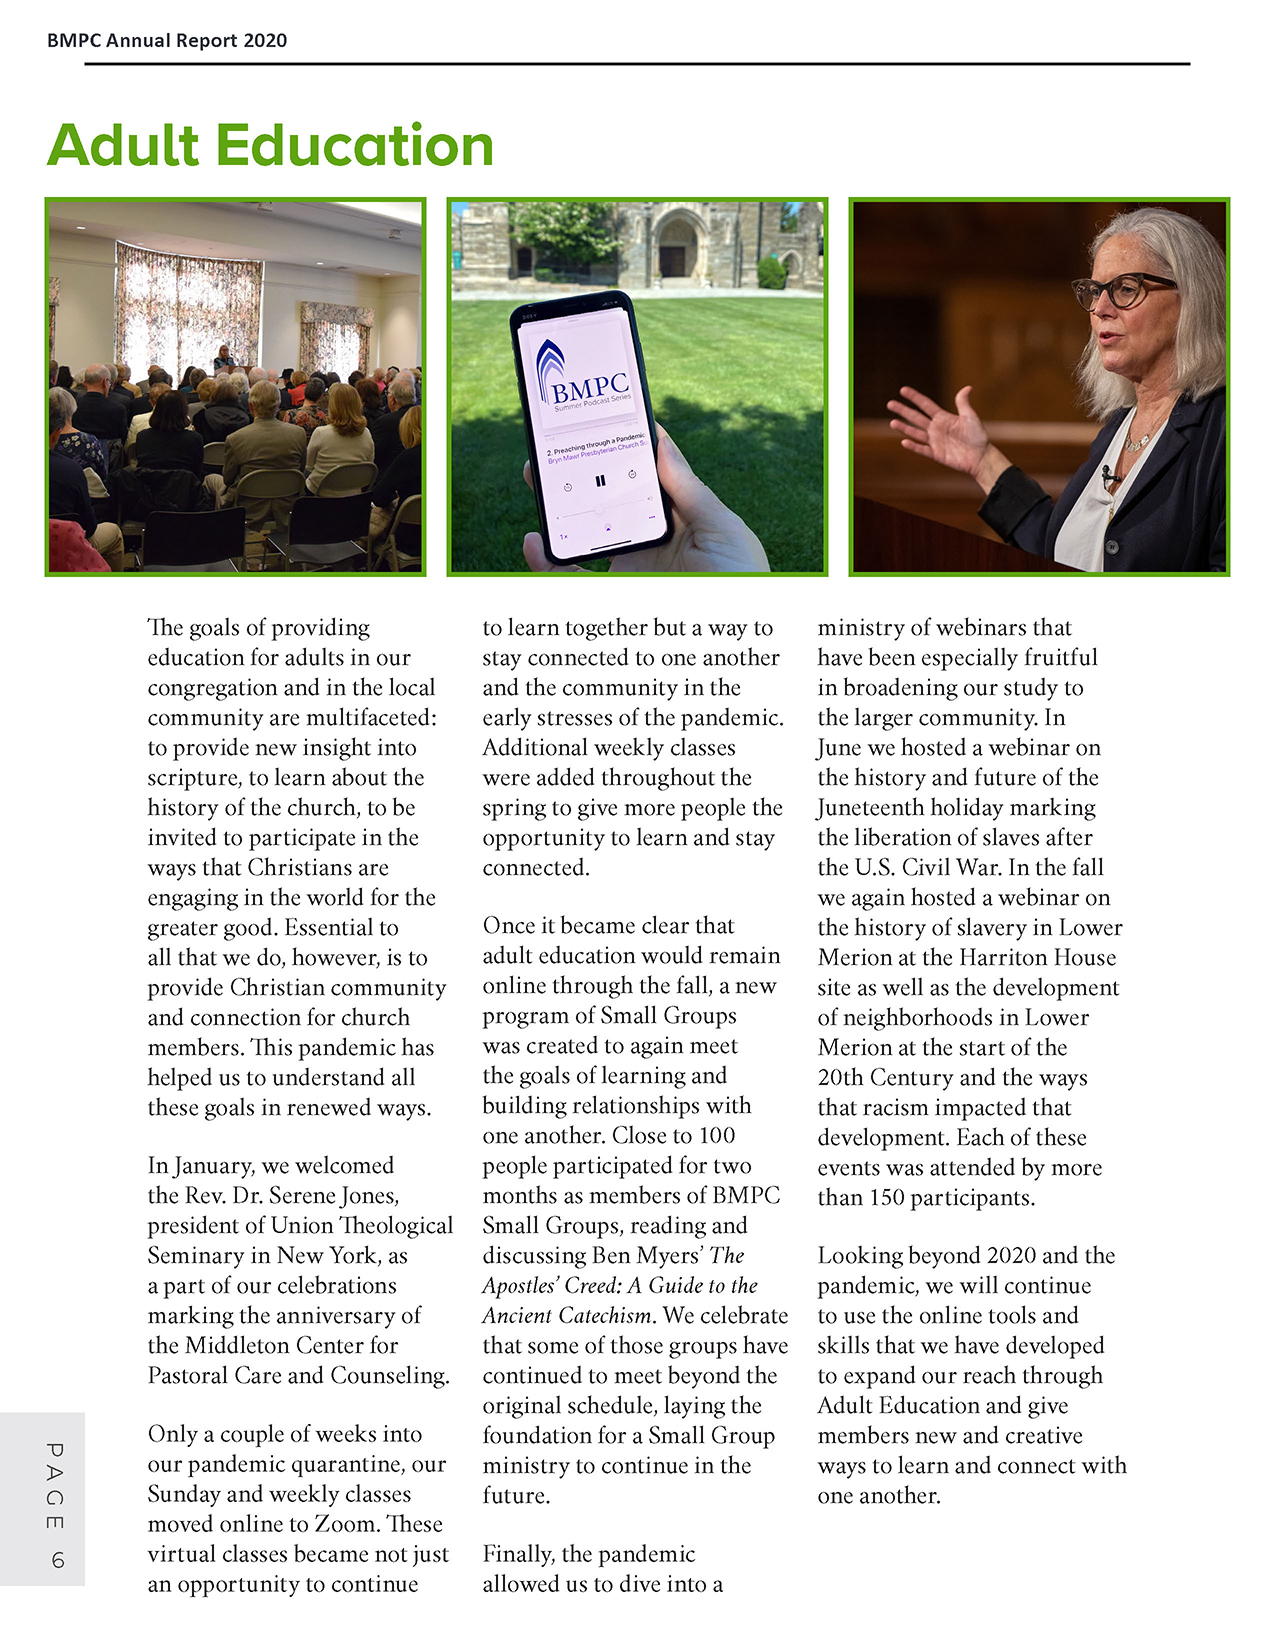 BMPC Annual Report 2020
Adult Education
BMPC
Summer Podcast Series
2. Preaching through a Pandemic
Bryn Mawr Presbyterian Church Su
1x
The goals of providing
education for adults in our
congregation and in the local
community are multifaceted:
to provide new insight into
scripture, to learn about the
history of the church, to be
invited to participate in the
ways that Christians are
engaging in the world for the
greater good. Essential to
all that we do, however, is to
provide Christian community
and connection for church
members. This pandemic has
helped us to understand all
these goals in renewed ways.
In January, we welcomed
the Rev. Dr. Serene Jones,
president of Union Theological
Seminary in New York, as
a part of our celebrations
marking the anniversary of
the Middleton Center for
Pastoral Care and Counseling.
Only a couple of weeks into
our pandemic quarantine, our
Sunday and weekly classes
moved online to Zoom. These
virtual classes became not just
an opportunity to continue
to learn together but a way to
stay connected to one another
and the community in the
early stresses of the pandemic.
Additional weekly classes
were added throughout the
spring to give more people the
opportunity to learn and stay
connected.
Once it became clear that
adult education would remain
online through the fall, a new
program of Small Groups
was created to again meet
the goals of learning and
building relationships with
one another. Close to 100
people participated for two
months as members of BMPC
Small Groups, reading and
discussing Ben Myers’ The
Apostles’ Creed: A Guide to the
Ancient Catechism. We celebrate
that some of those groups have
continued to meet beyond the
original schedule, laying the
foundation for a Small Group
ministry to continue in the
future.
Finally, the pandemic
allowed us to dive into a
ministry of webinars that
have been especially fruitful
in broadening our study to
the larger community. In
June we hosted a webinar on
the history and future of the
Juneteenth holiday marking
the liberation of slaves after
the U.S. Civil War. In the fall
we again hosted a webinar on
the history of slavery in Lower
Merion at the Harriton House
site as well as the development
of neighborhoods in Lower
Merion at the start of the
20th Century and the ways
that racism impacted that
development. Each of these
events was attended by more
than 150 participants.
Looking beyond 2020 and the
pandemic, we will continue
to use the online tools and
skills that we have developed
to expand our reach through
Adult Education and give
members new and creative
ways to learn and connect with
one another.
PAGE 6